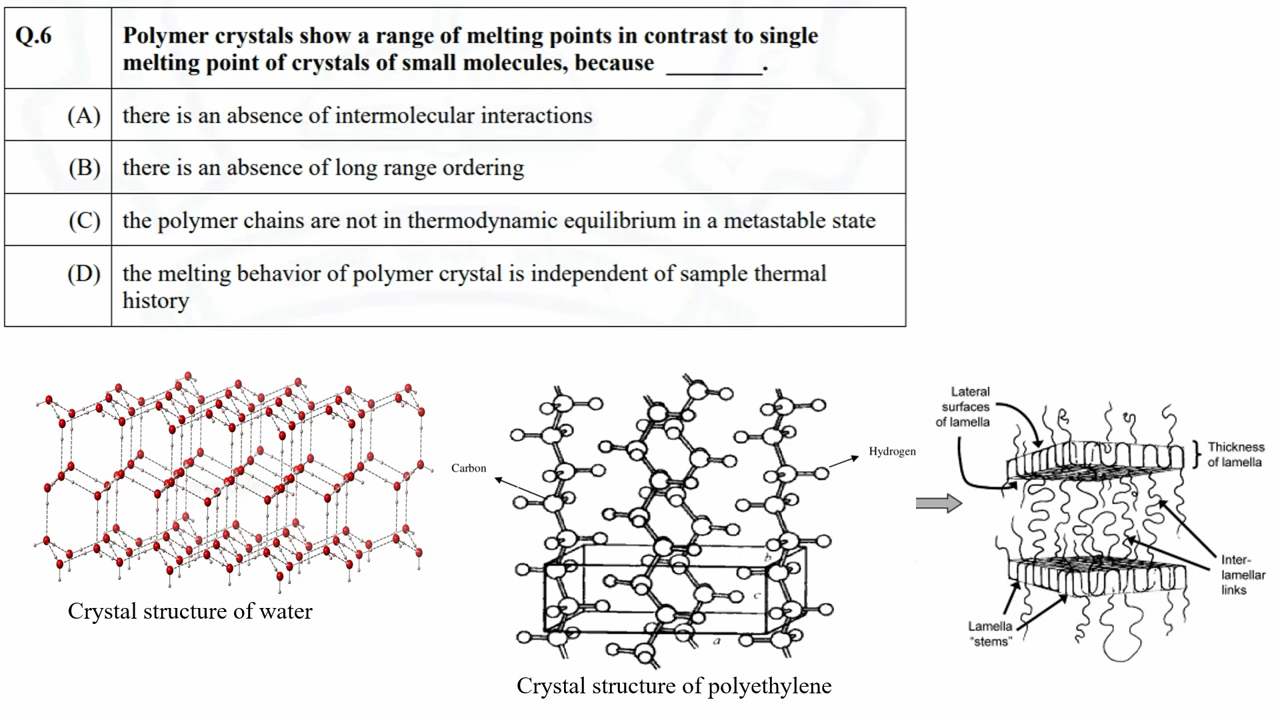 Q.6 Polymer crystals show a range of melting points in contrast to single
melting point of crystals of small molecules, because ________.
(A) there is an absence of intermolecular interactions
(B) there is an absence of long range ordering
(C) the polymer chains are not in thermodynamic equilibrium in a metastable state
(D) the melting behavior of polymer crystal is independent of sample thermal
history
Crystal structure of water
Carbon
Hydrogen
b
c
a
Crystal structure of polyethylene
Lateral
surfaces
of lamella
Thickness
of lamella
Inter-
lamellar
links
Lamella
"stems"